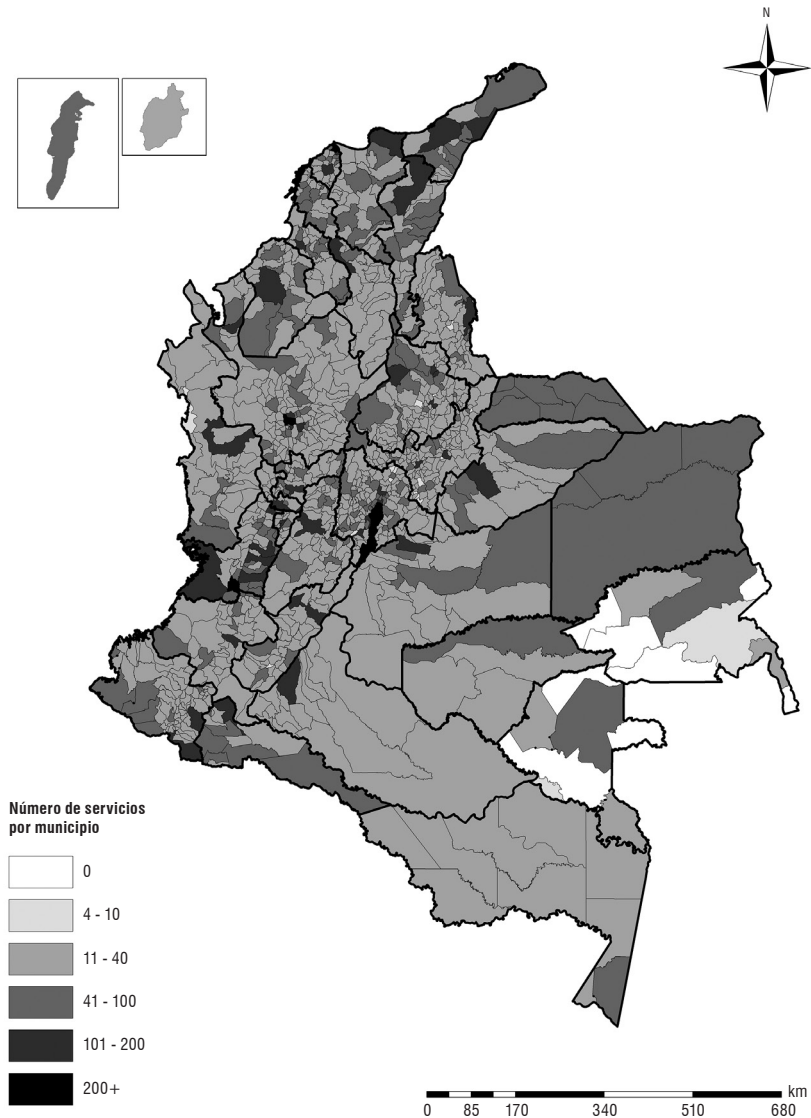 N
Número de servicios
por municipio
0
4 - 10
11 - 40
41 - 100
101 - 200
200+
km
0 85 170 340 510 680